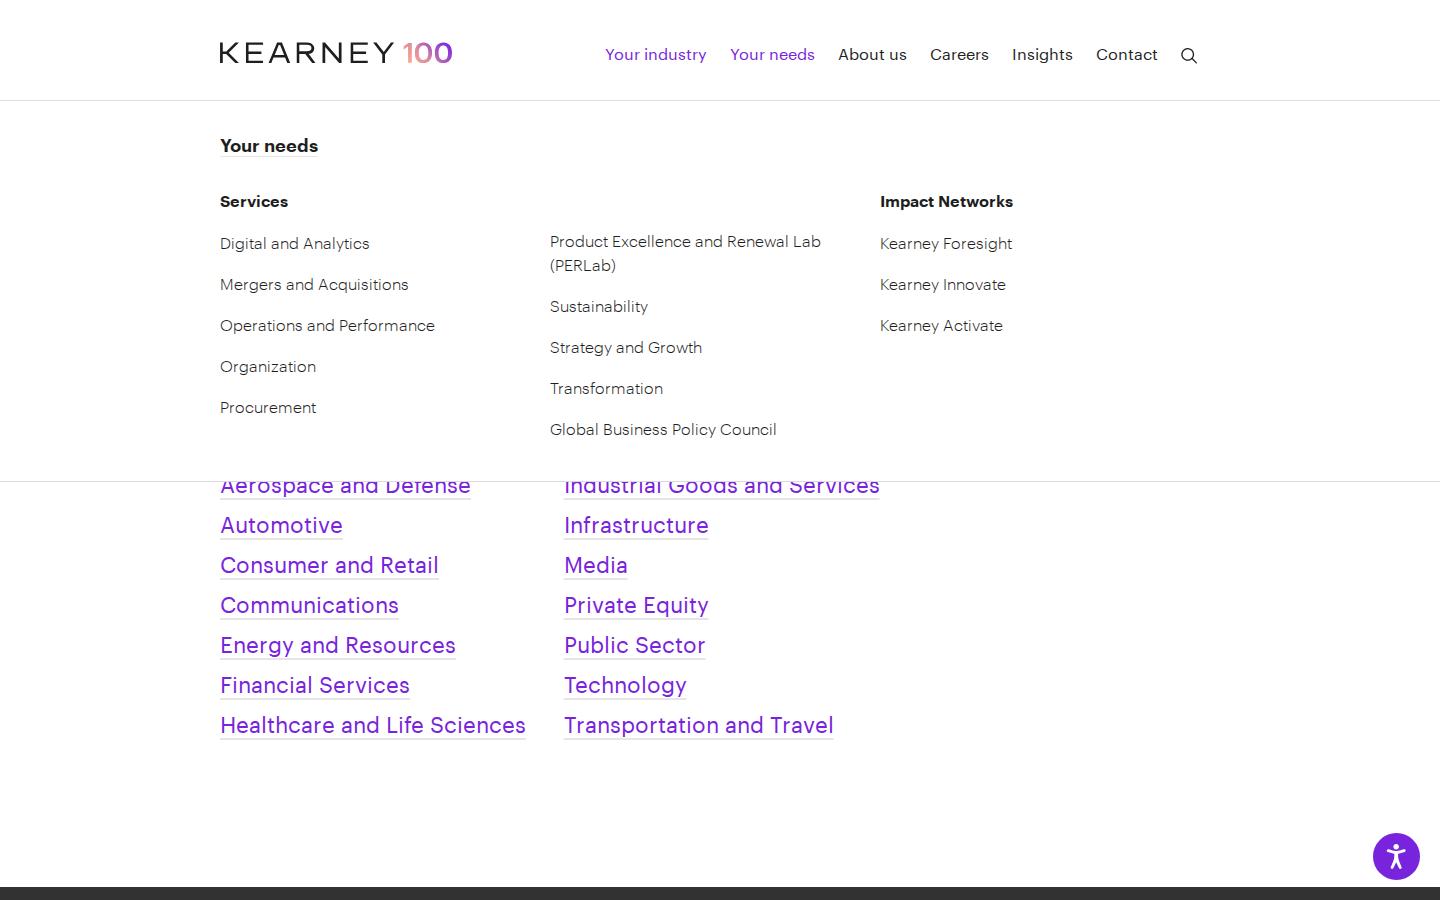 KEARNEY 100
Your industry
Your needs
About us
Careers
Insights
Contact
Your needs
Services
Digital and Analytics
Mergers and Acquisitions
Operations and Performance
Organization
Procurement
Product Excellence and Renewal Lab
(PERLab)
Sustainability
Strategy and Growth
Transformation
Global Business Policy Council
Impact Networks
Kearney Foresight
Kearney Innovate
Kearney Activate
Aerospace and Defense
Automotive
Consumer and Retail
Communications
Energy and Resources
Financial Services
Healthcare and Life Sciences
Industrial Goods and Services
Infrastructure
Media
Private Equity
Public Sector
Technology
Transportation and Travel